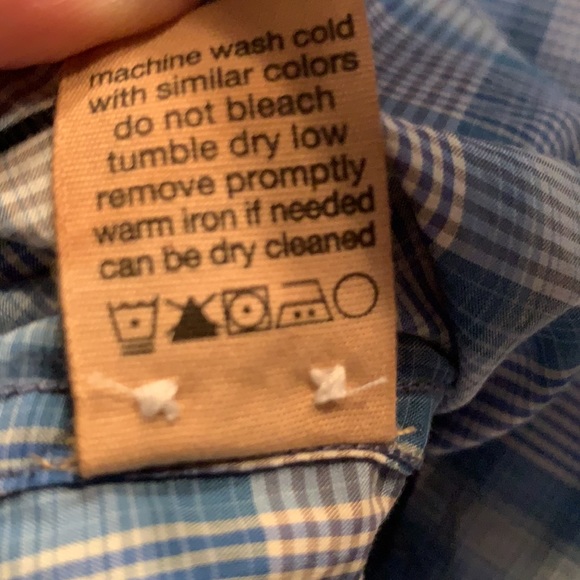 machine wash cold
with similar colors
do not bleach
tumble dry low
remove promptly
warm iron if needed
can be dry cleaned